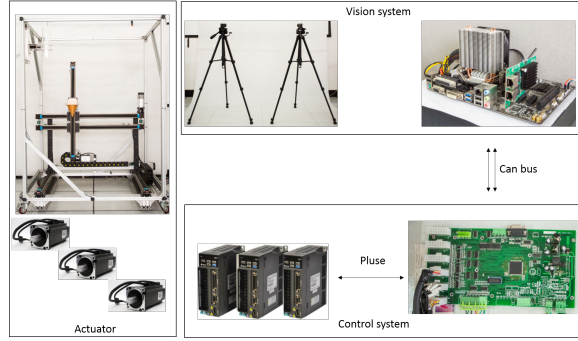 Vision system
Can bus
Pluse
Control system
Actuator